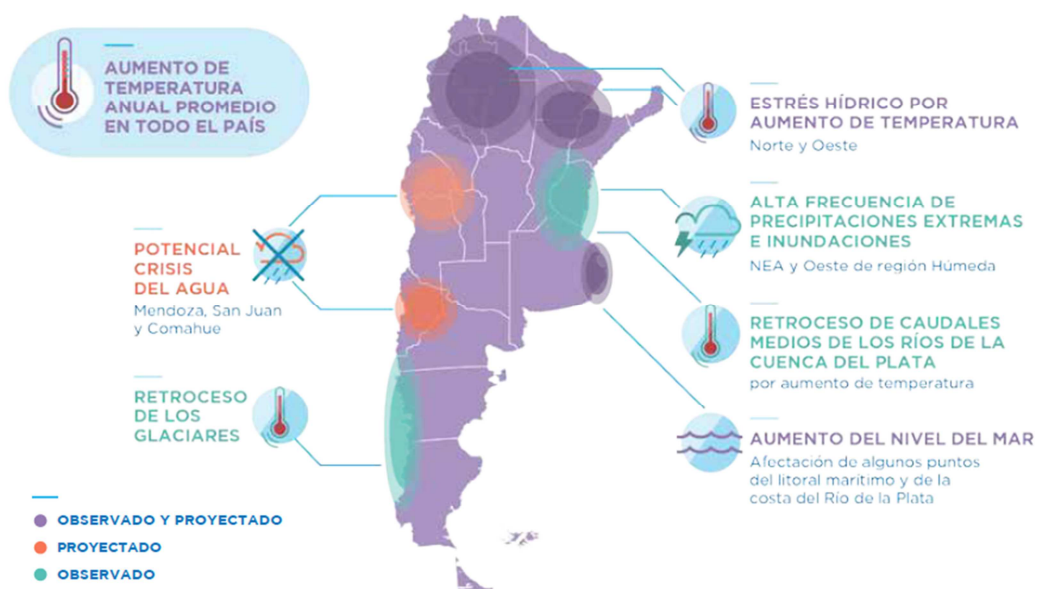 AUMENTO DE
TEMPERATURA
ANUAL PROMEDIO
EN TODO EL PAÍS
POTENCIAL
CRISIS
DEL AGUA
Mendoza, San Juan
y Comahue
RETROCESO
DE LOS
GLACIARES
OBSERVADO Y PROYECTADO
PROYECTADO
OBSERVADO
ESTRÉS HÍDRICO POR
AUMENTO DE TEMPERATURA
Norte y Oeste
ALTA FRECUENCIA DE
PRECIPITACIONES EXTREMAS
E INUNDACIONES
NEA y Oeste de región Húmeda
RETROCESO DE CAUDALES
MEDIOS DE LOS RÍOS DE LA
CUENCA DEL PLATA
por aumento de temperatura
AUMENTO DEL NIVEL DEL MAR
Afectación de algunos puntos
del litoral marítimo y de la
costa del Río de la Plata